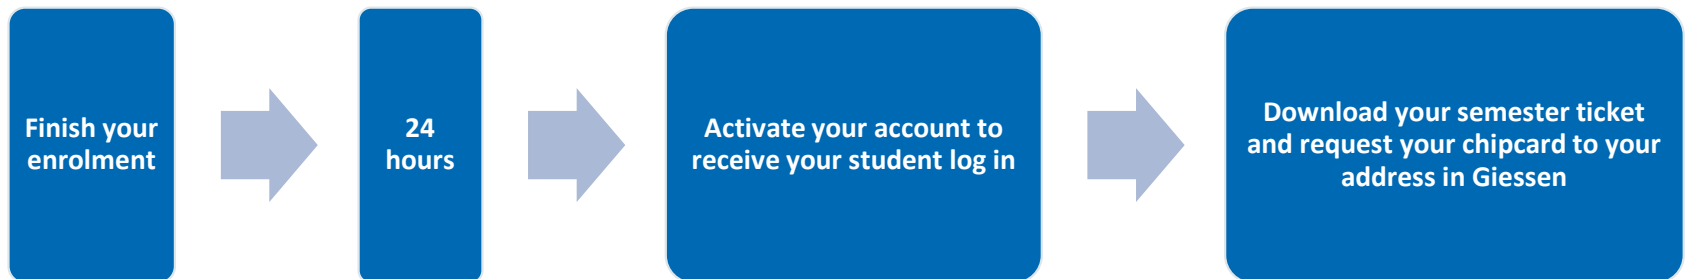 Finish your
enrolment
24
hours
Activate your account to
receive your student log in
Download your semester ticket
and request your chipcard to your
address in Giessen